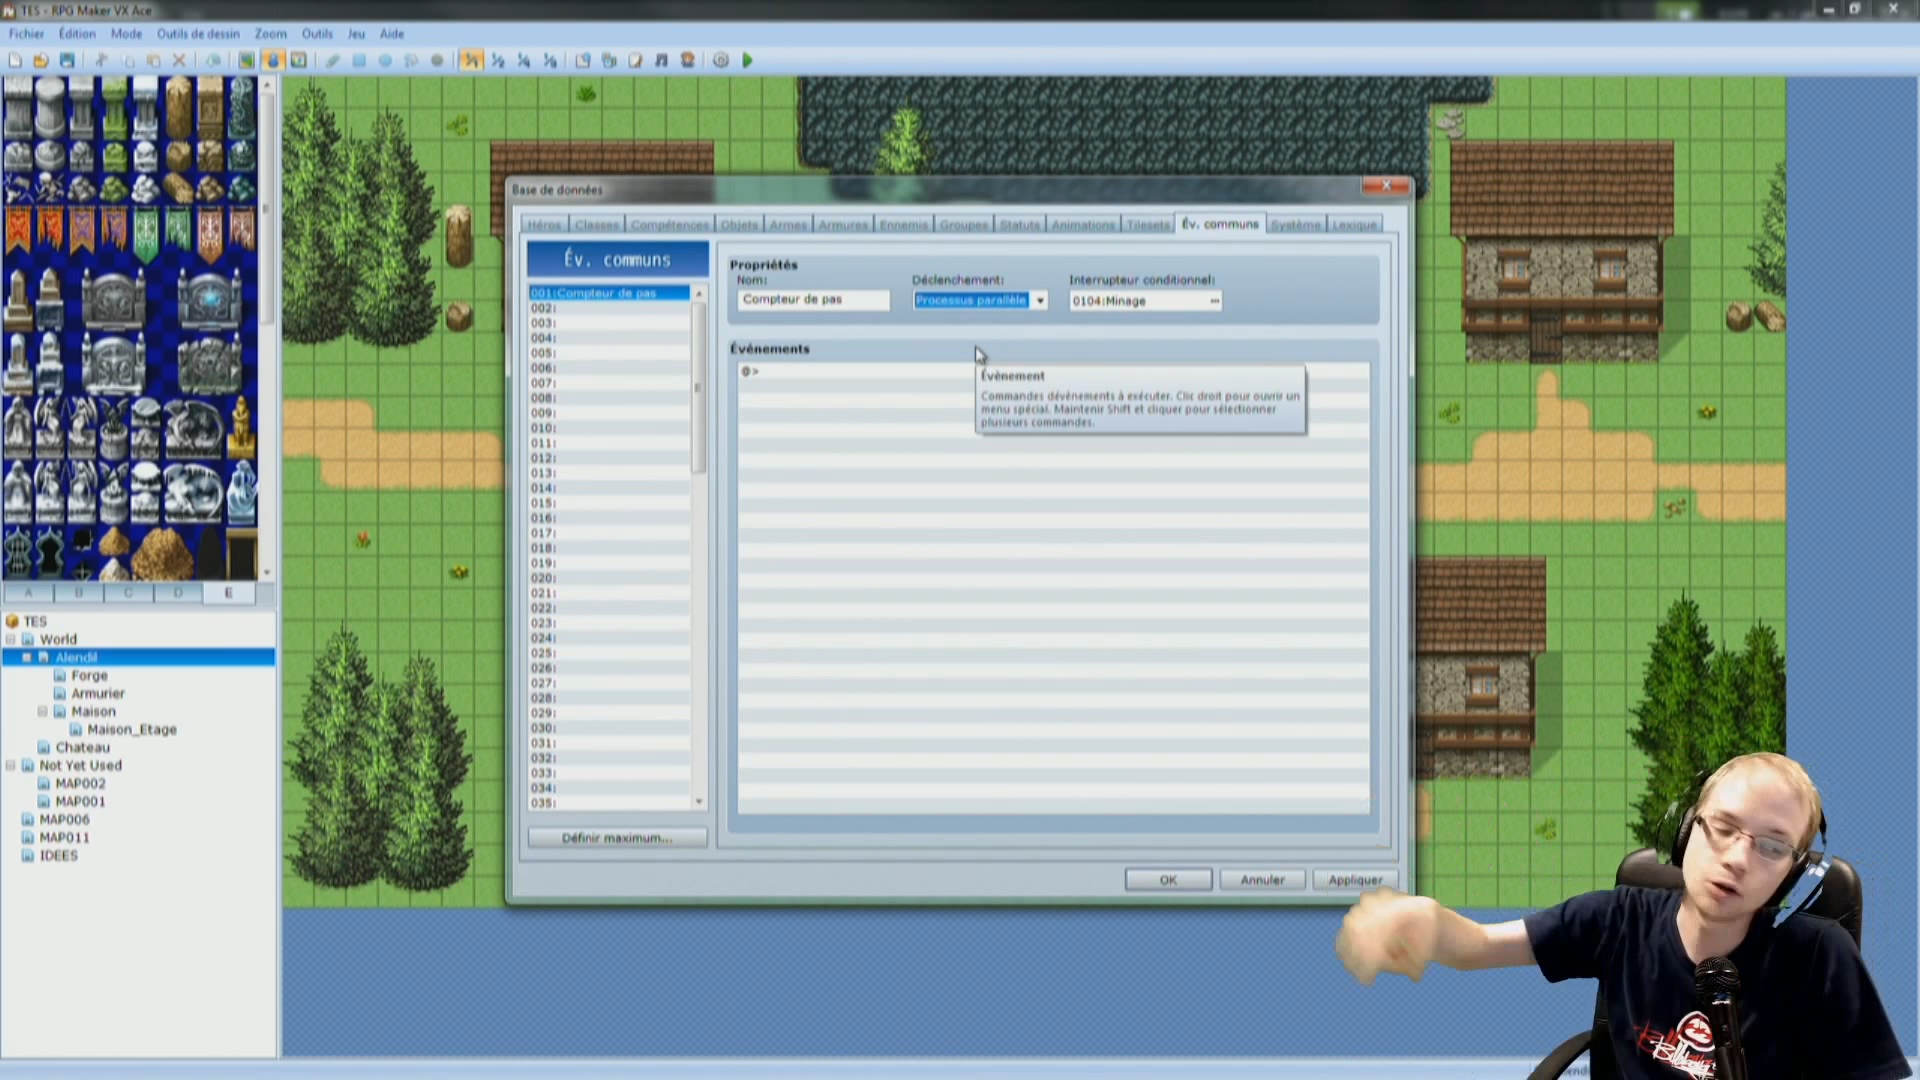 TES - RPG Maker VX Ace
Fichier Édition Mode Outils de dessin Zoom Outils Jeu Aide
Base de données
Héros Classes Compétences Objets Armes Armures Ennemis Groupes Statuts Animations Tilesets Év. communs Système Lexique
Év. communs
001:Compteur de pas
002:
003:
004:
005:
006:
007:
008:
009:
010:
011:
012:
013:
014:
015:
016:
017:
018:
019:
020:
021:
022:
023:
024:
025:
026:
027:
028:
029:
030:
031:
032:
033:
034:
035:
Définir maximum...
Propriétés
Nom: Déclenchement: Interrupteur conditionnel:
Compteur de pas Processus parallèle 0104:Minage ...
Événements
@>
Évènement
Commandes dévénements à exécuter. Clic droit pour ouvrir un
menu spécial. Maintenir Shift et cliquer pour sélectionner
plusieurs commandes.
OK Annuler Appliquer
A B C D E
TES
World
Alendil
Forge
Armurier
Maison
Maison_Etage
Chateau
Not Yet Used
MAP002
MAP001
MAP006
MAP011
IDEES